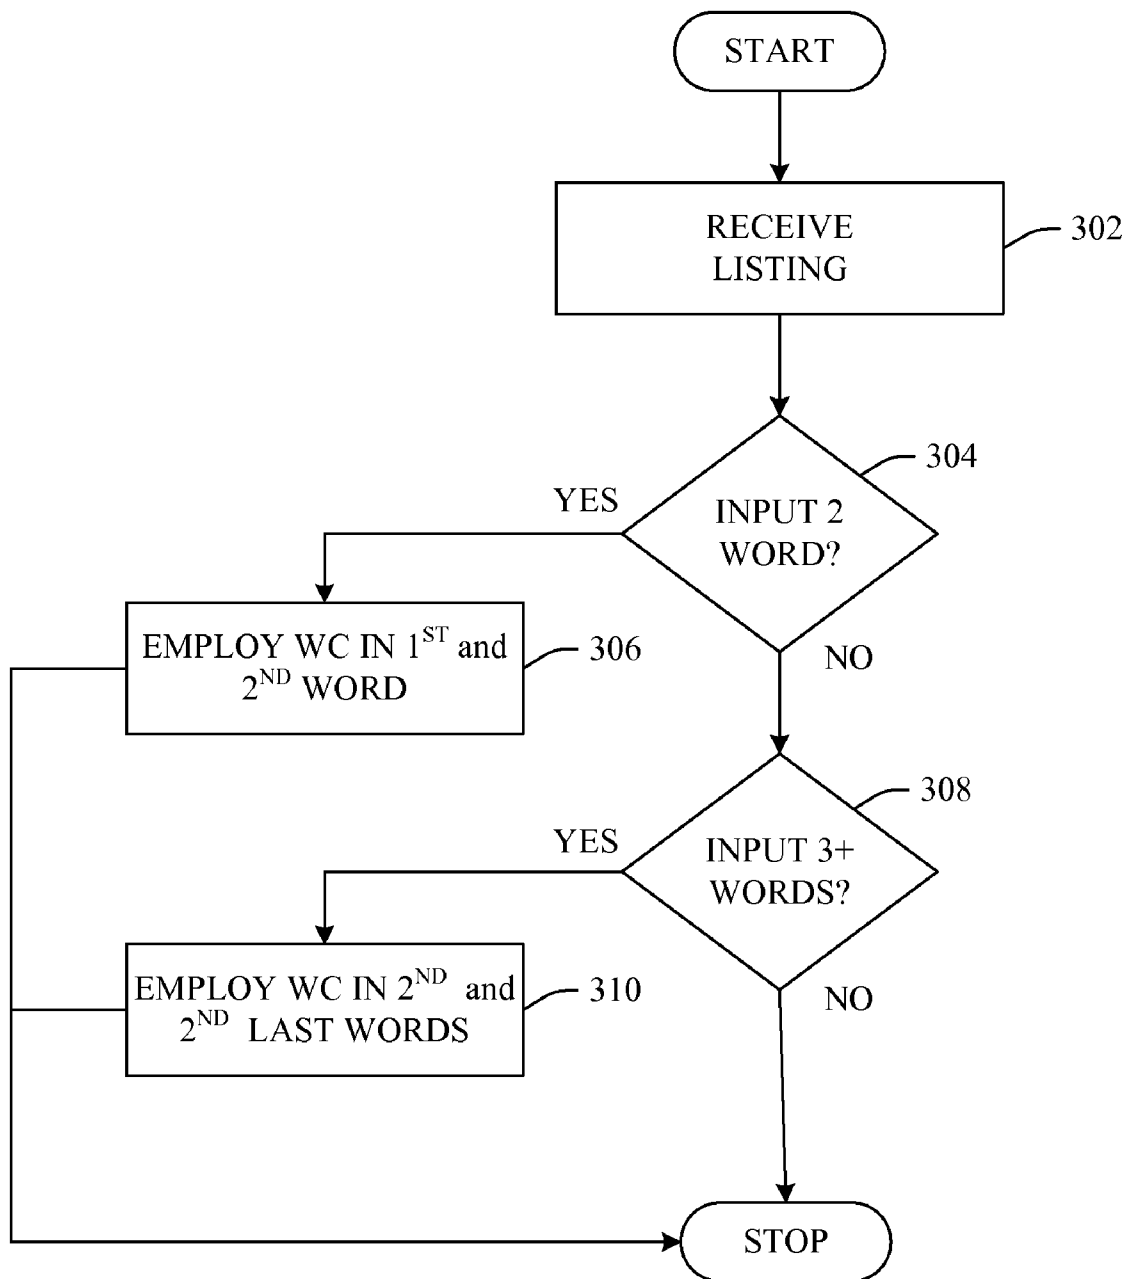 START
RECEIVE
LISTING
302
304
YES
INPUT 2
WORD?
EMPLOY WC IN 1ST and
2ND WORD
306
NO
308
YES
INPUT 3+
WORDS?
EMPLOY WC IN 2ND and
2ND LAST WORDS
310
NO
STOP